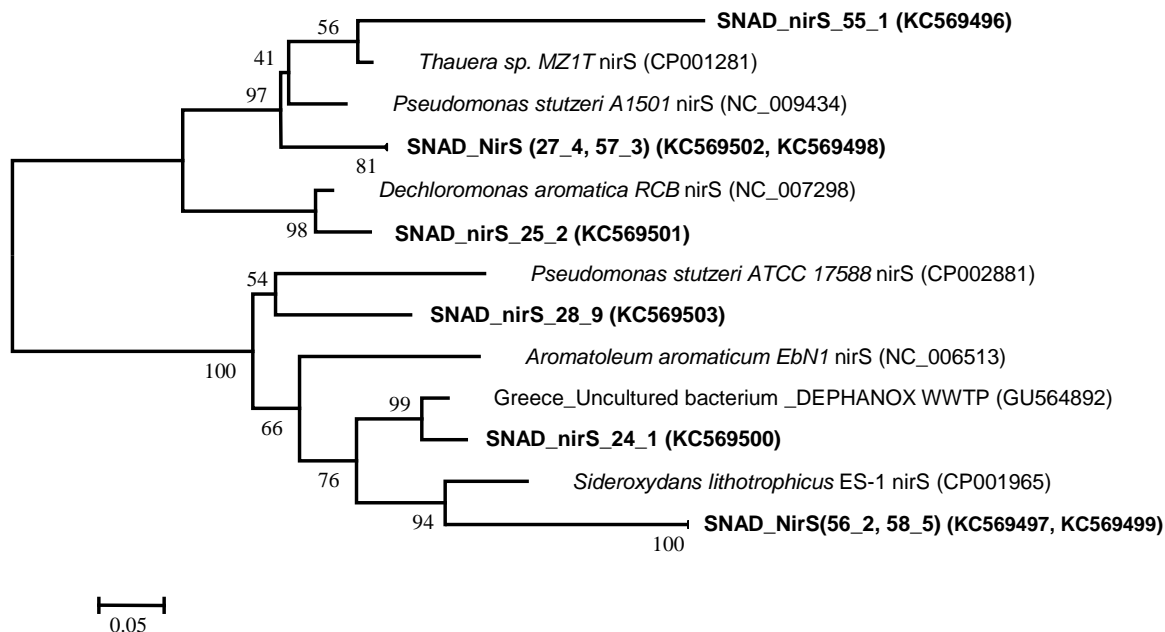 SNAD_nirS_55_1 (KC569496)
56
Thauera sp. MZ1T nirS (CP001281)
41
Pseudomonas stutzeri A1501 nirS (NC_009434)
97
SNAD_NirS (27_4, 57_3) (KC569502, KC569498)
81
Dechloromonas aromatica RCB nirS (NC_007298)
98
SNAD_nirS_25_2 (KC569501)
Pseudomonas stutzeri ATCC 17588 nirS (CP002881)
54
SNAD_nirS_28_9 (KC569503)
100
Aromatoleum aromaticum EbN1 nirS (NC_006513)
66
Greece_Uncultured bacterium _DEPHANOX WWTP (GU564892)
99
SNAD_nirS_24_1 (KC569500)
76
Sideroxydans lithotrophicus ES-1 nirS (CP001965)
94
SNAD_NirS(56_2, 58_5) (KC569497, KC569499)
100
0.05